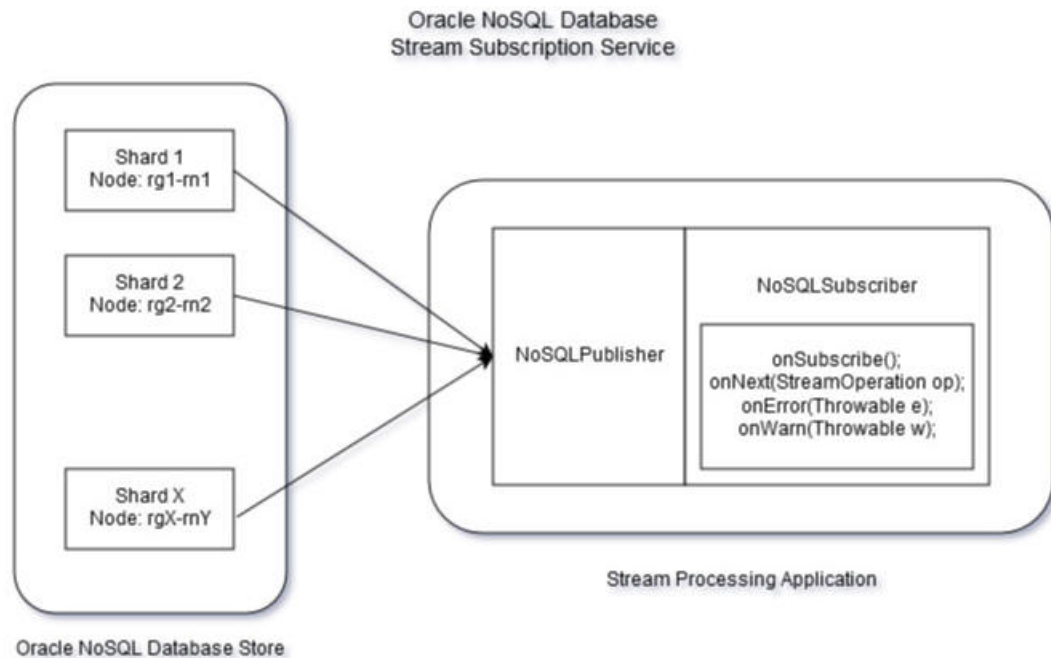 Oracle NoSQL Database
Stream Subscription Service
Shard 1
Node: rg1-rn1
Shard 2
Node: rg2-rn2
Shard X
Node: rgX-rnY
NoSQLPublisher
NoSQLSubscriber
onSubscribe();
onNext(StreamOperation op);
onError(Throwable e);
onWarn(Throwable w);
Stream Processing Application
Oracle NoSQL Database Store